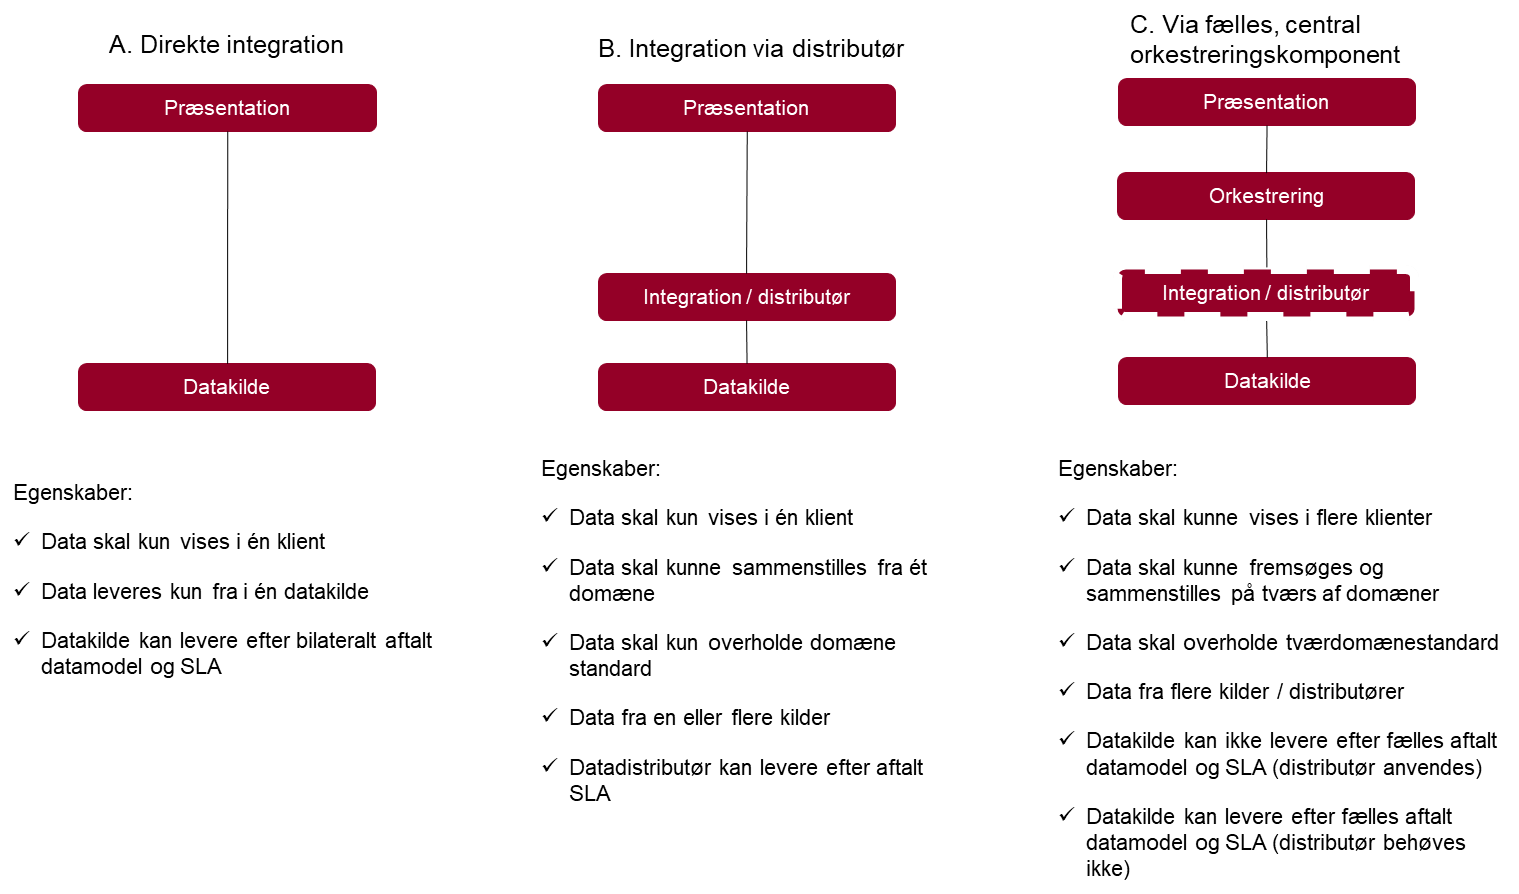 A. Direkte integration
Præsentation
Datakilde
Egenskaber:
✓ Data skal kun vises i én klient
✓ Data leveres kun fra i én datakilde
✓ Datakilde kan levere efter bilateralt aftalt
datamodel og SLA
B. Integration via distributør
Præsentation
Integration / distributør
Datakilde
Egenskaber:
✓ Data skal kun vises i én klient
✓ Data skal kunne sammenstilles fra ét
domæne
✓ Data skal kun overholde domæne
standard
✓ Data fra en eller flere kilder
✓ Datadistributør kan levere efter aftalt
SLA
C. Via fælles, central
orkestreringskomponent
Præsentation
Orkestrering
Integration / distributør
Datakilde
Egenskaber:
✓ Data skal kunne vises i flere klienter
✓ Data skal kunne fremsøges og
sammenstilles på tværs af domæner
✓ Data skal overholde tværdomænestandard
✓ Data fra flere kilder / distributører
✓ Datakilde kan ikke levere efter fælles aftalt
datamodel og SLA (distributør anvendes)
✓ Datakilde kan levere efter fælles aftalt
datamodel og SLA (distributør behøves
ikke)